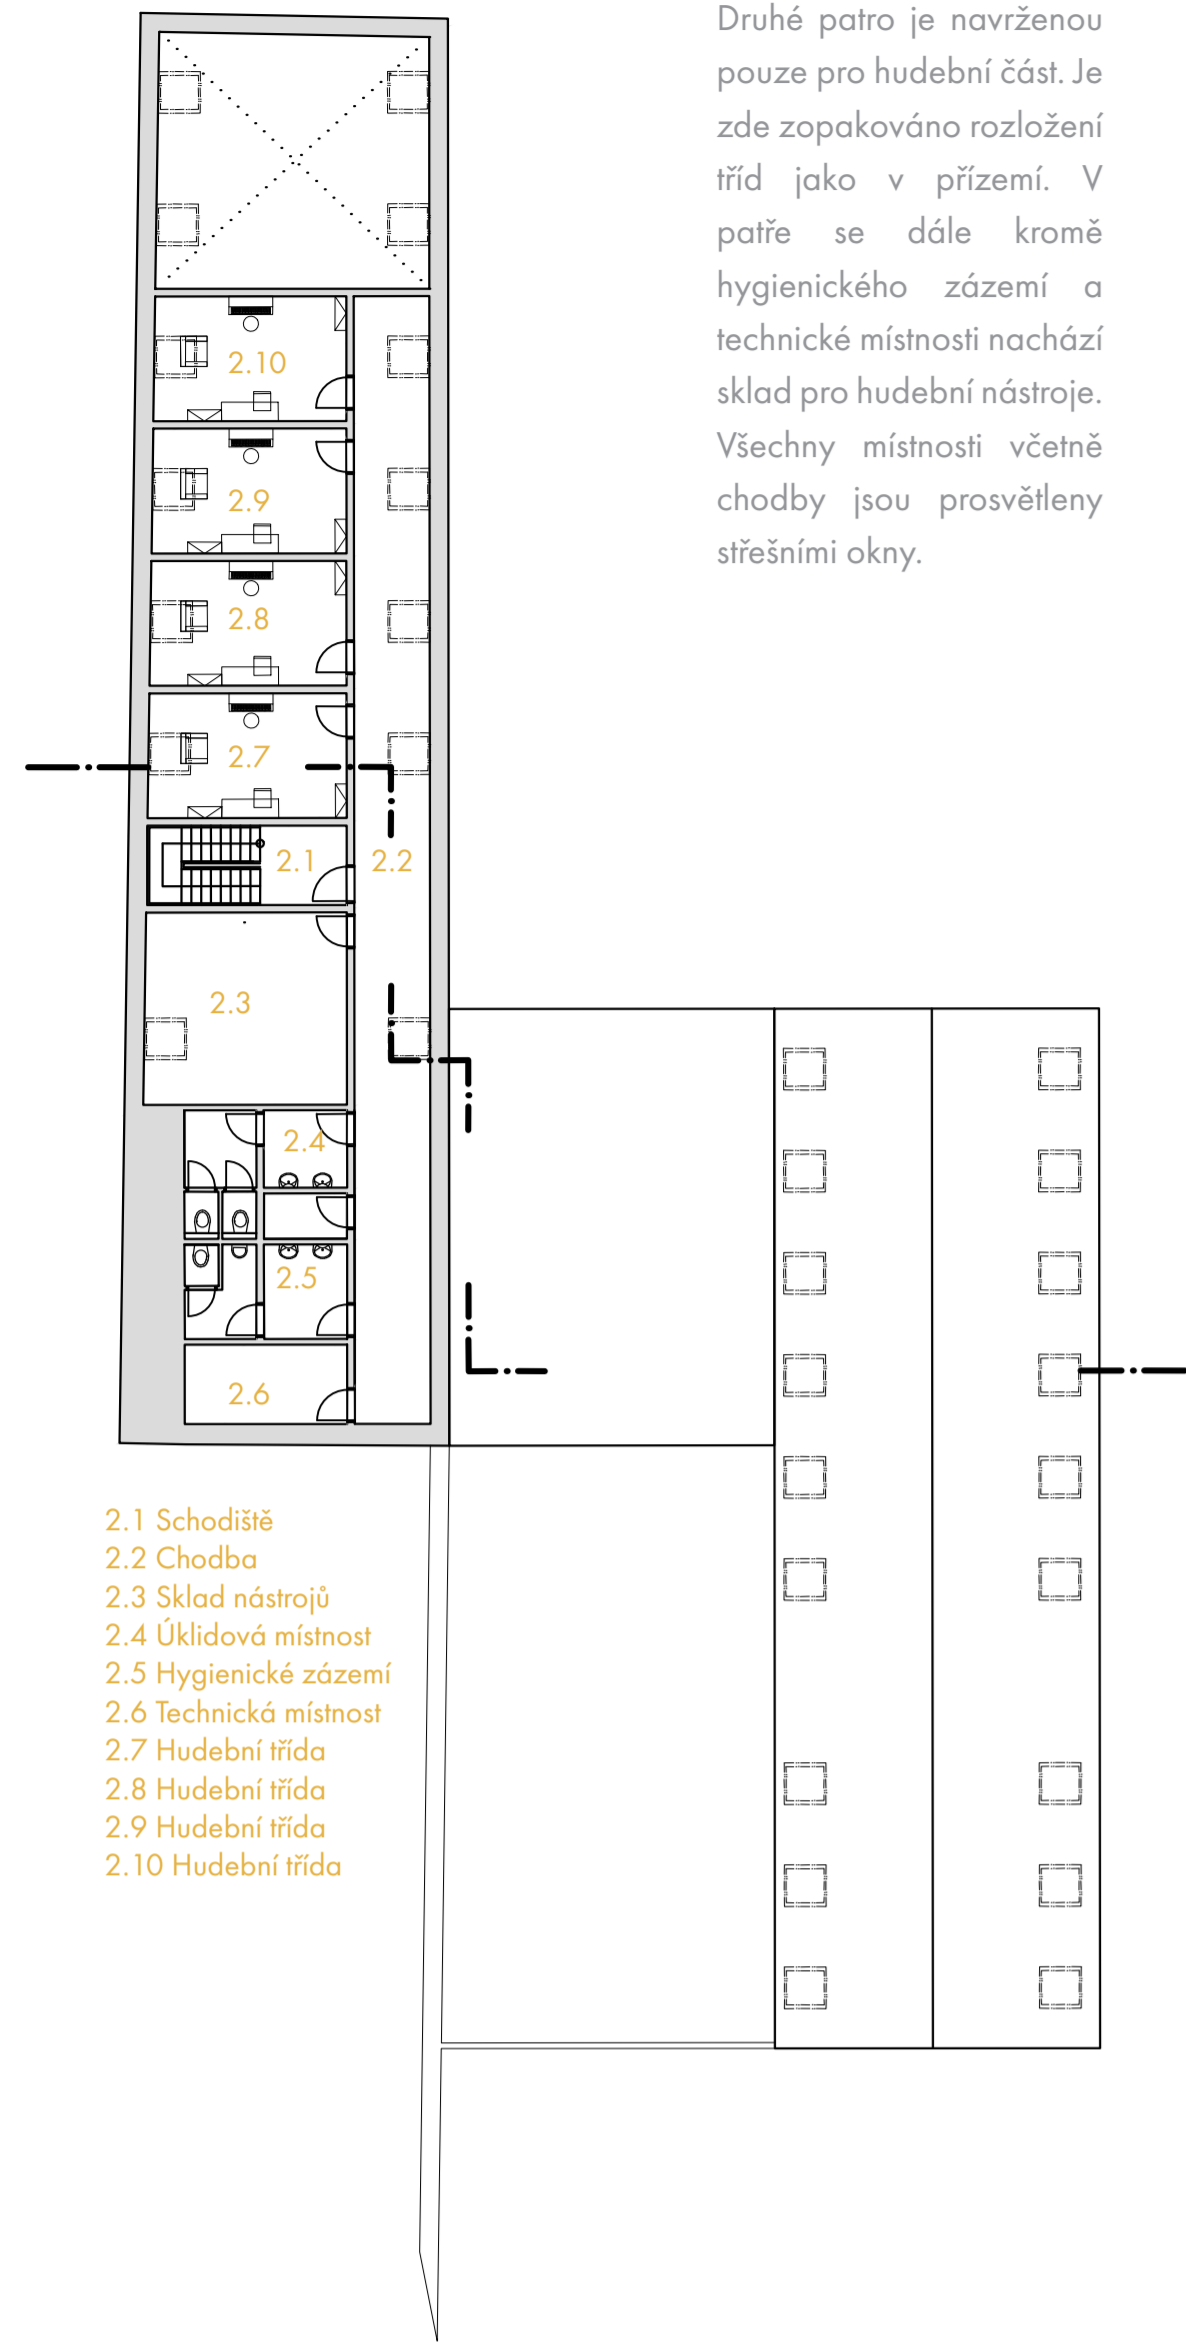 Druhé patro je navrženou
pouze pro hudební část. Je
zde zopakováno rozložení
tříd jako v přízemí. V
patře se dále kromě
hygienického zázemí a
technické místnosti nachází
sklad pro hudební nástroje.
Všechny místnosti včetně
chodby jsou prosvětleny
střešními okny.
2.10
2.9
2.8
2.7
2.1
2.2
2.3
2.4
2.5
2.6
2.1 Schodiště
2.2 Chodba
2.3 Sklad nástrojů
2.4 Úklidová místnost
2.5 Hygienické zázemí
2.6 Technická místnost
2.7 Hudební třída
2.8 Hudební třída
2.9 Hudební třída
2.10 Hudební třída